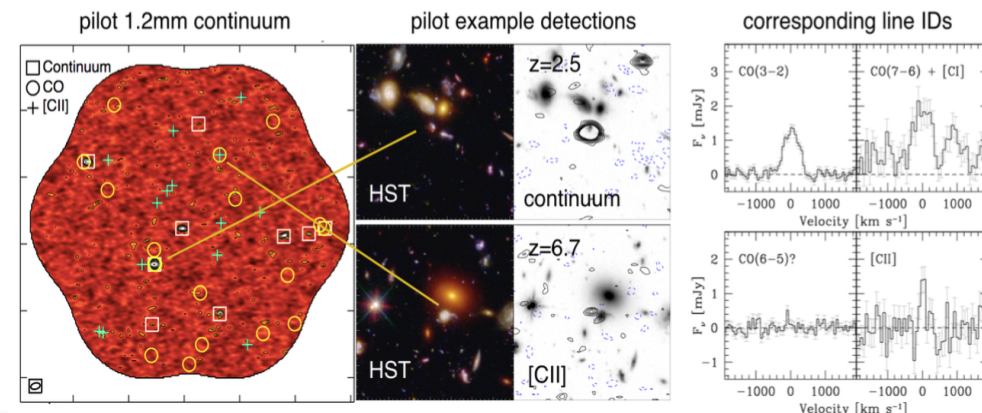 pilot 1.2mm continuum
pilot example detections
corresponding line IDs
Continuum
CO
[CII]
HST
z=2.5
continuum
HST
z=6.7
[CII]
CO(3-2)
CO(7-6) + [CI]
Fν [mJy]
3
2
1
0
-1000 0 1000
-1000 0 1000
Velocity [km s⁻¹]
CO(6-5)?
[CII]
Fν [mJy]
2
1
0
-1
-1000 0 1000
-1000 0 1000
Velocity [km s⁻¹]